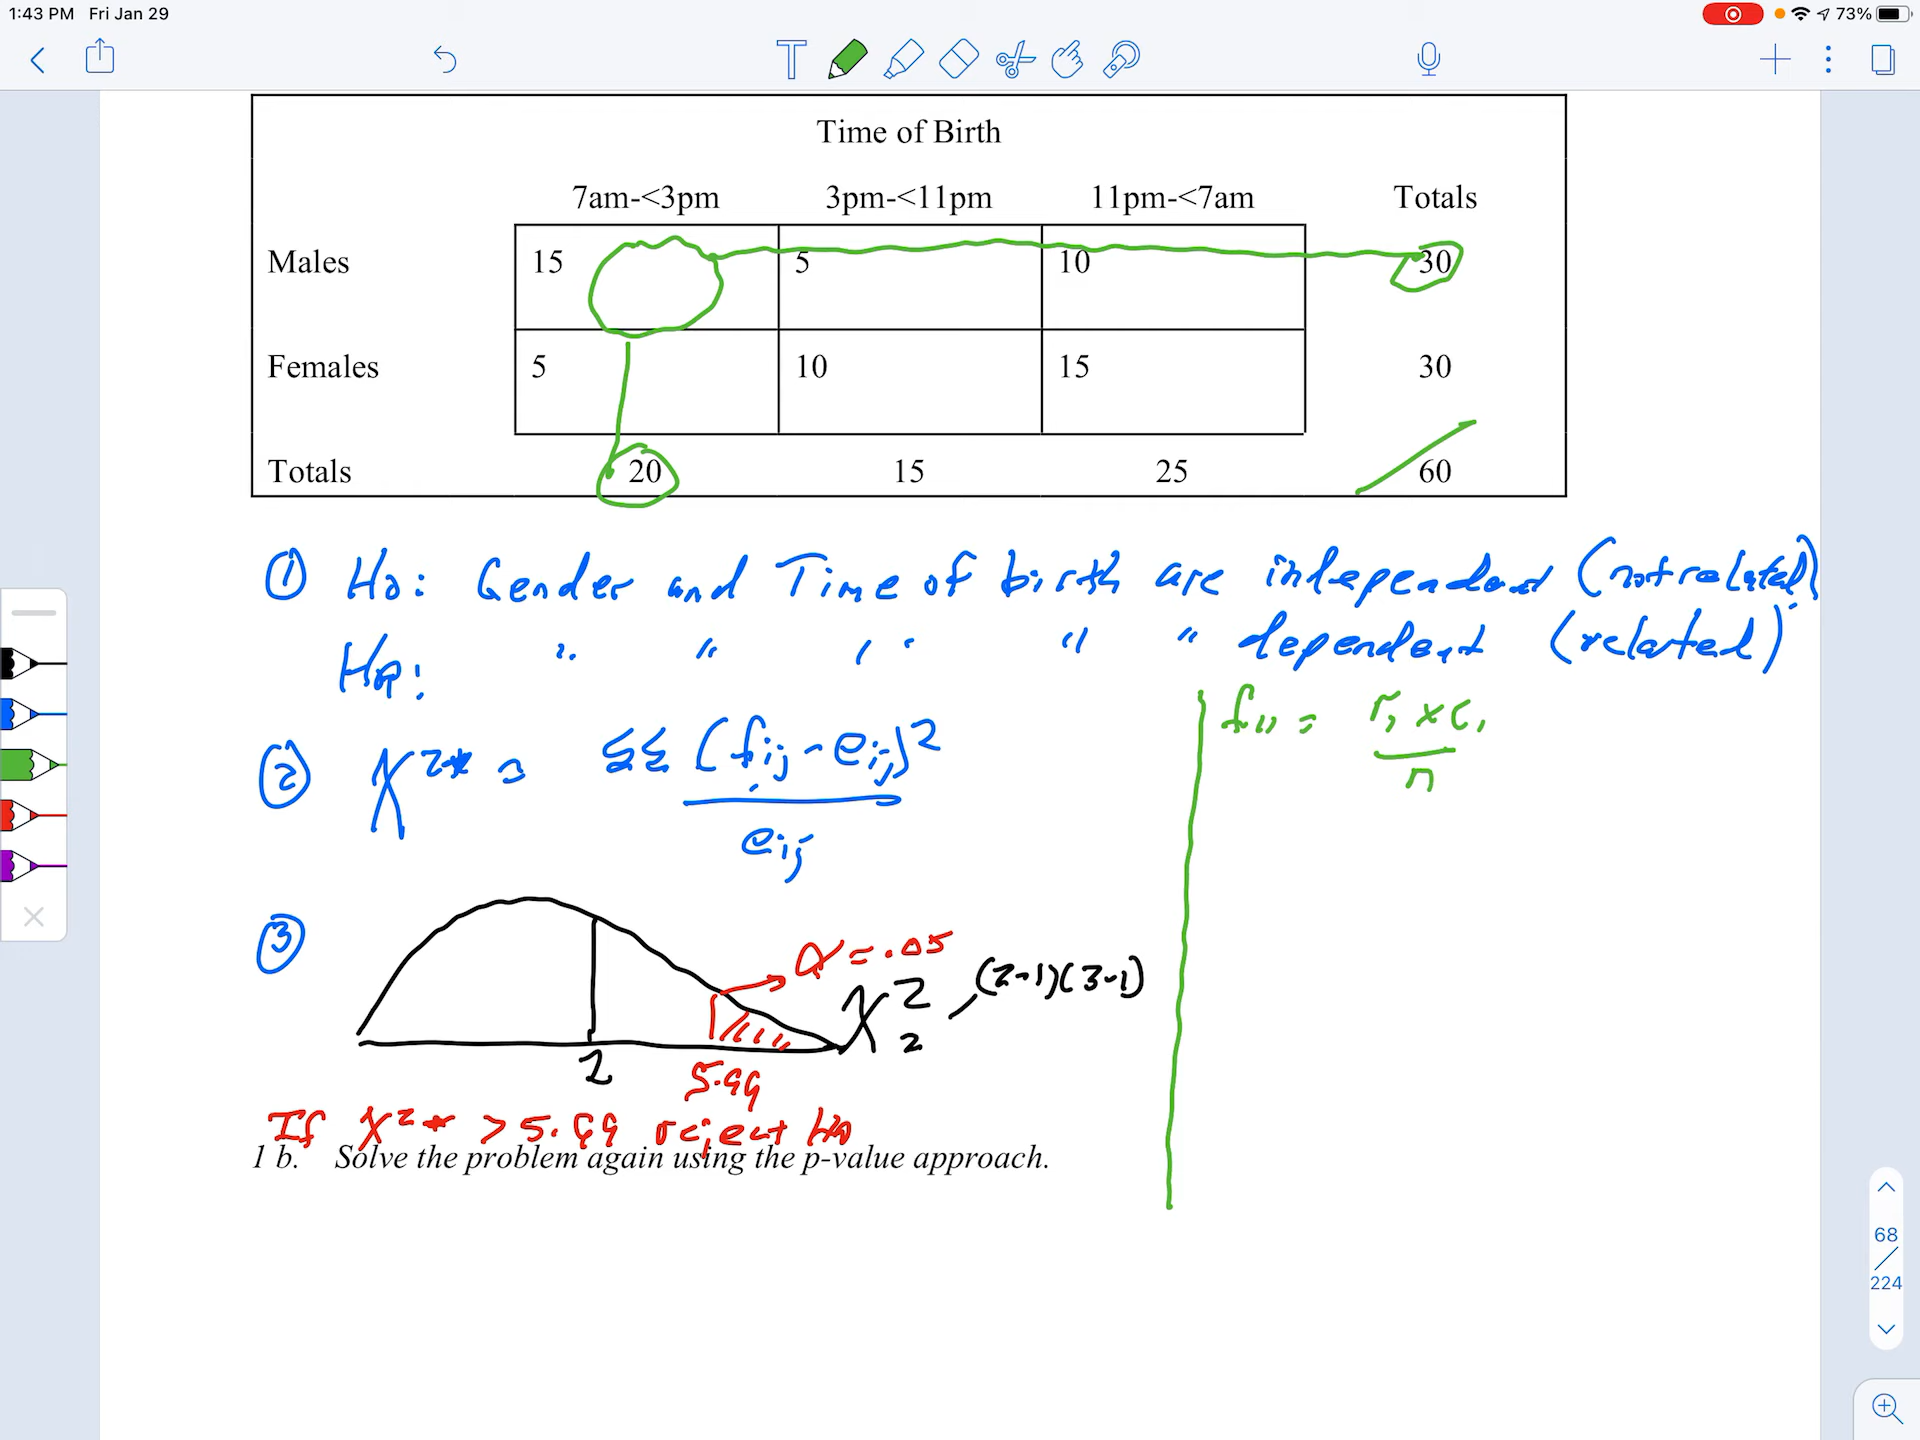 1:43 PM Fri Jan 29
73%
Time of Birth
7am-<3pm 3pm-<11pm 11pm-<7am Totals
Males 15 5 10 30
Females 5 10 15 30
Totals 20 15 25 60
① Ho: Gender and Time of birth are independent (not related)
Ha: " " " " " dependent (related)
f₁₁ = r₁ × c₁ / n
② χ²* = ΣΣ (fij - eij)² / eij
③
α = .05
χ²₂ (2-1)(3-1)
2
5.99
If χ²* > 5.99 reject Ho
1 b. Solve the problem again using the p-value approach.
68
/
224